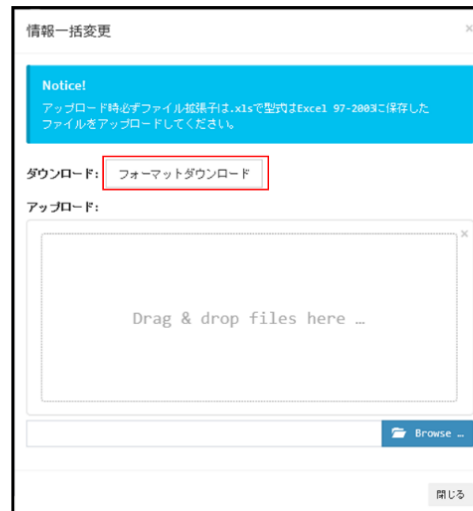 情報一括変更
×
Notice!
アップロード時必ずファイル拡張子は.xlsで型式はExcel 97-2003に保存した
ファイルをアップロードしてください。
ダウンロード: フォーマットダウンロード
アップロード:
×
Drag & drop files here …
Browse …
閉じる